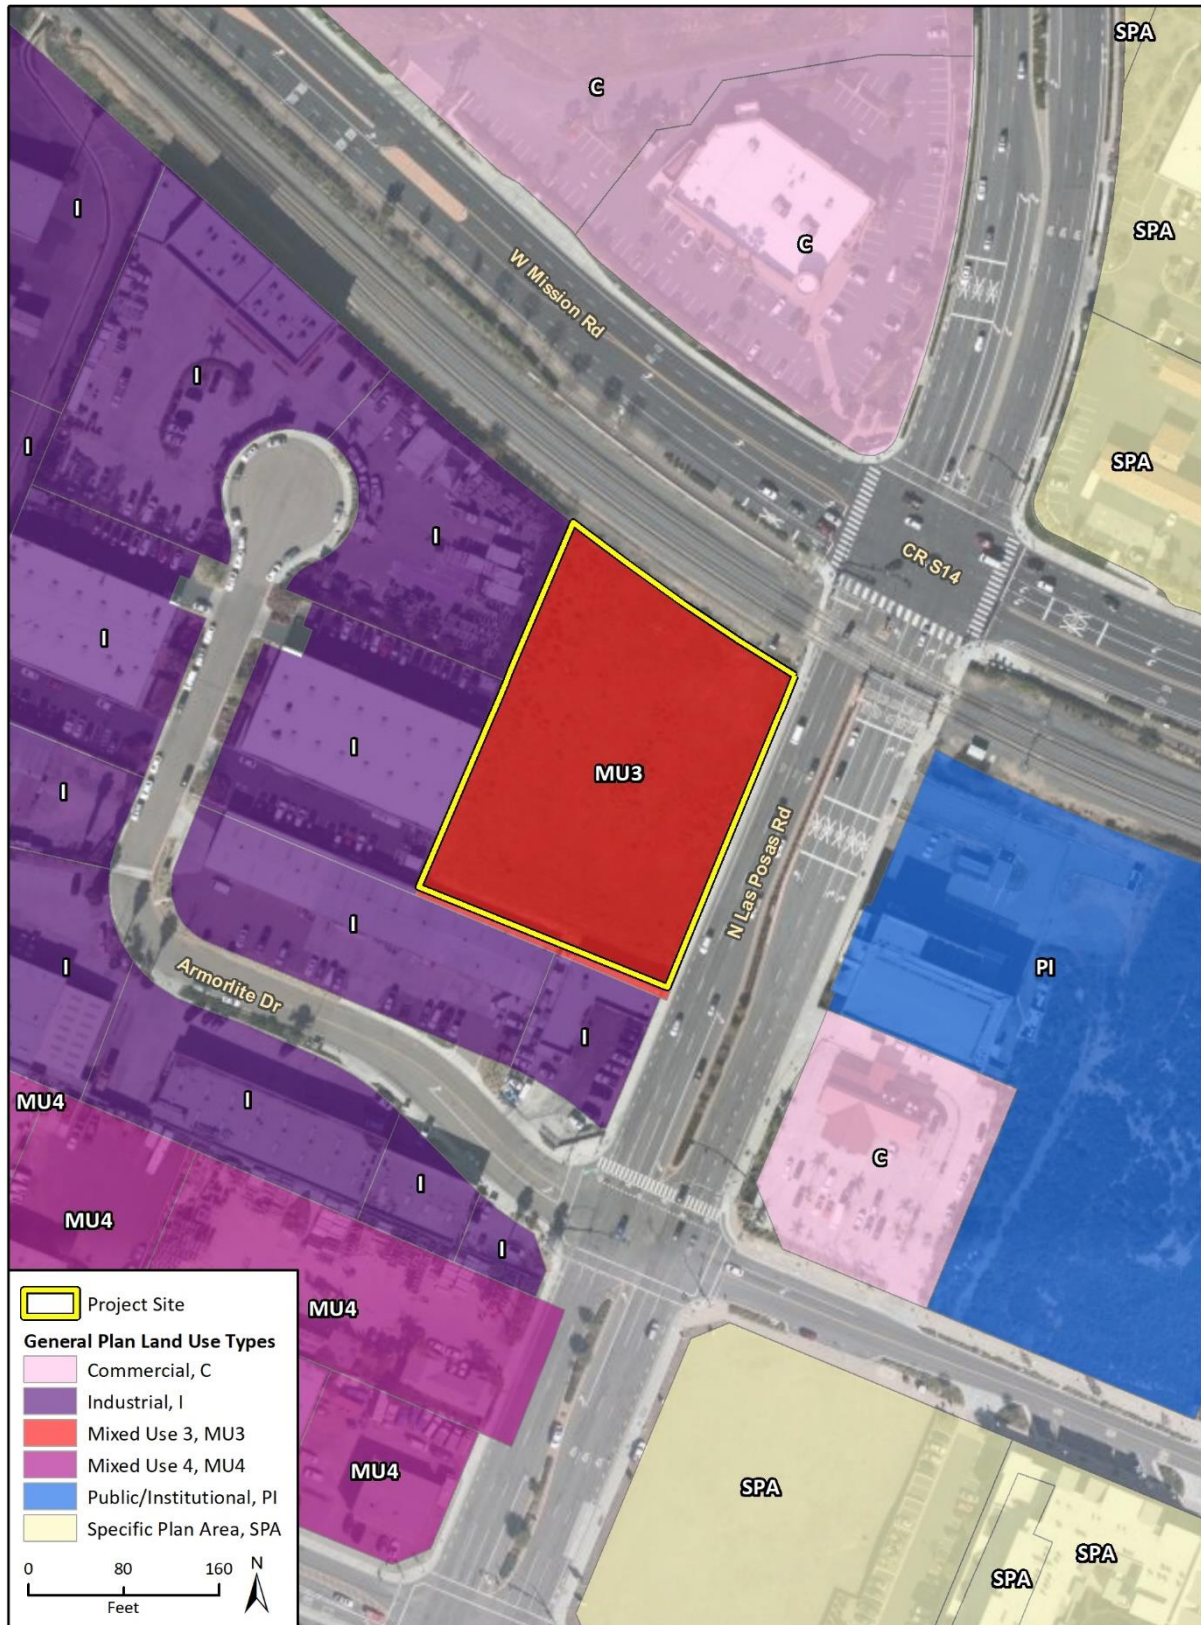 SPA
C
I
SPA
C
W Mission Rd
I
I
SPA
I
CR S14
I
I
MU3
I
N Las Posas Rd
I
I
PI
Armorlite Dr
I
MU4
I
C
I
MU4
I
MU4
MU4
SPA
SPA
SPA
Project Site
General Plan Land Use Types
Commercial, C
Industrial, I
Mixed Use 3, MU3
Mixed Use 4, MU4
Public/Institutional, PI
Specific Plan Area, SPA
0 80 160
Feet
N